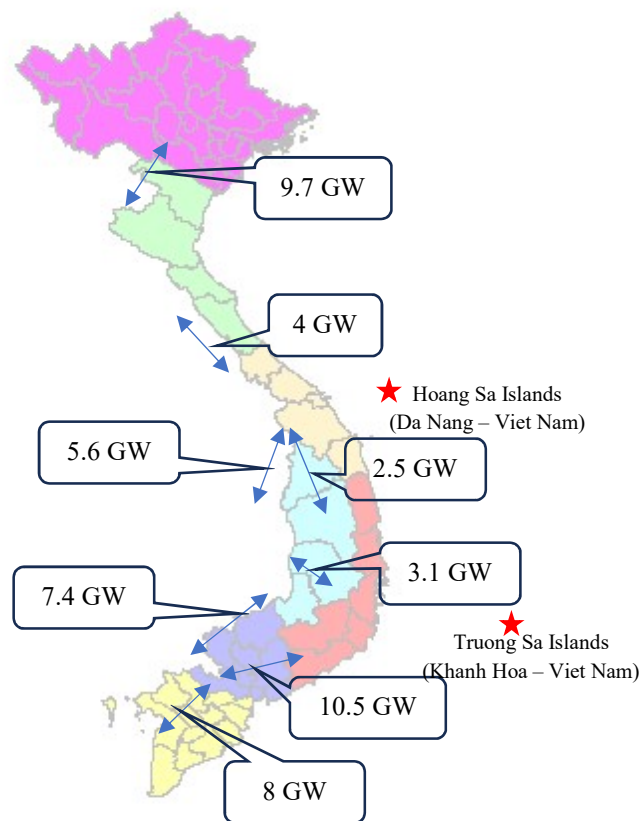 9.7 GW
4 GW
Hoang Sa Islands
(Da Nang – Viet Nam)
5.6 GW
2.5 GW
3.1 GW
7.4 GW
Truong Sa Islands
(Khanh Hoa – Viet Nam)
10.5 GW
8 GW